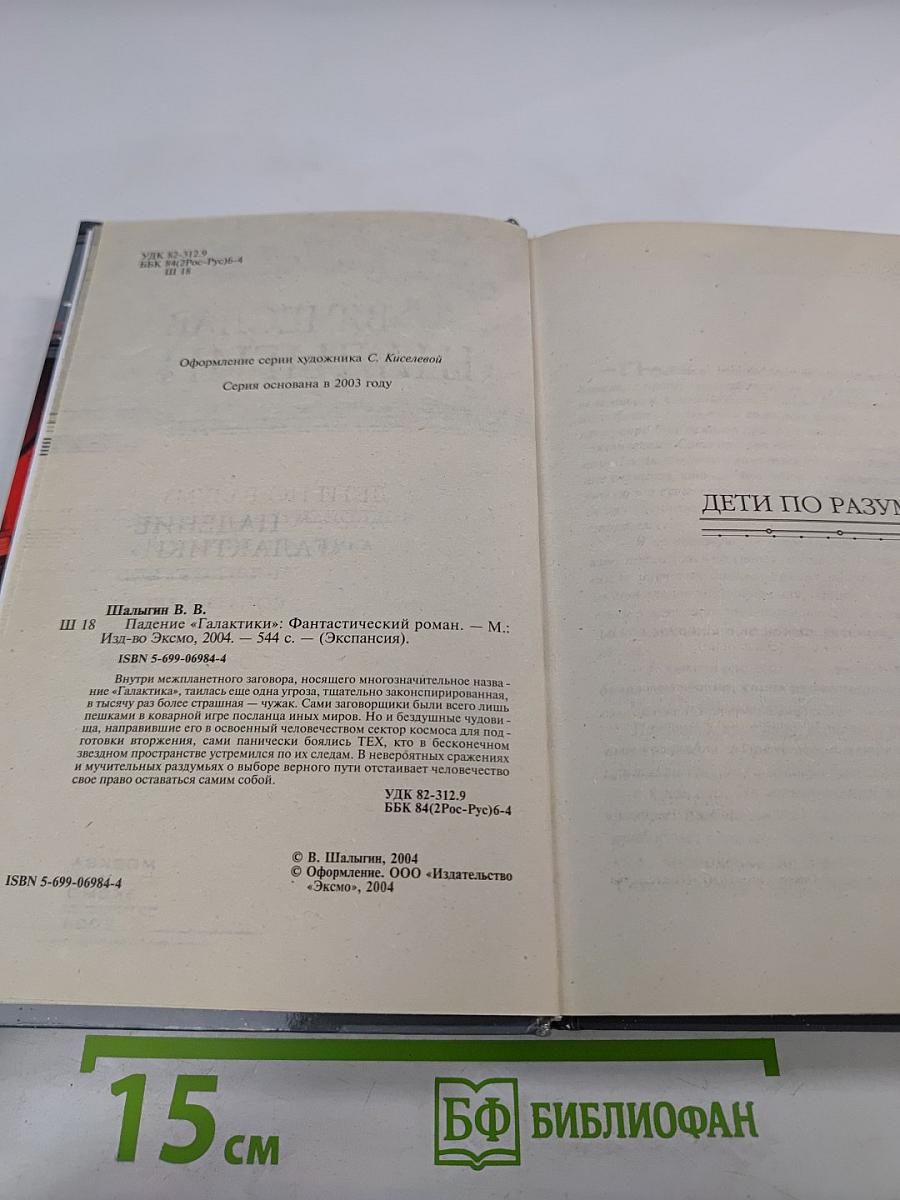 УДК 82-312.9
ББК 84(2Рос-Рус)6-4
Ш 18
Оформление серии художника С. Киселевой
Серия основана в 2003 году
Шалыгин В. В.
Ш 18 Падение «Галактики»: Фантастический роман. — М.:
Изд-во Эксмо, 2004. — 544 с. — (Экспансия).
ISBN 5-699-06984-4
Внутри межпланетного заговора, носящего многозначительное назва-
ние «Галактика», таилась еще одна угроза, тщательно законспирированная,
в тысячу раз более страшная — чужак. Сами заговорщики были всего лишь
пешками в коварной игре посланца иных миров. Но и бездушные чудови-
ща, направившие его в освоенный человечеством сектор космоса для под-
готовки вторжения, сами панически боялись ТЕХ, кто в бесконечном
звездном пространстве устремился по их следам. В невербятных сражениях
и мучительных раздумьях о выборе верного пути отстаивает человечество
свое право оставаться самим собой.
УДК 82-312.9
ББК 84(2Рос-Рус)6-4
© В. Шалыгин, 2004
© Оформление. ООО «Издательство
«Эксмо», 2004
ISBN 5-699-06984-4
ДЕТИ ПО РАЗУМ
15 см
БФ БИБЛИОФАН